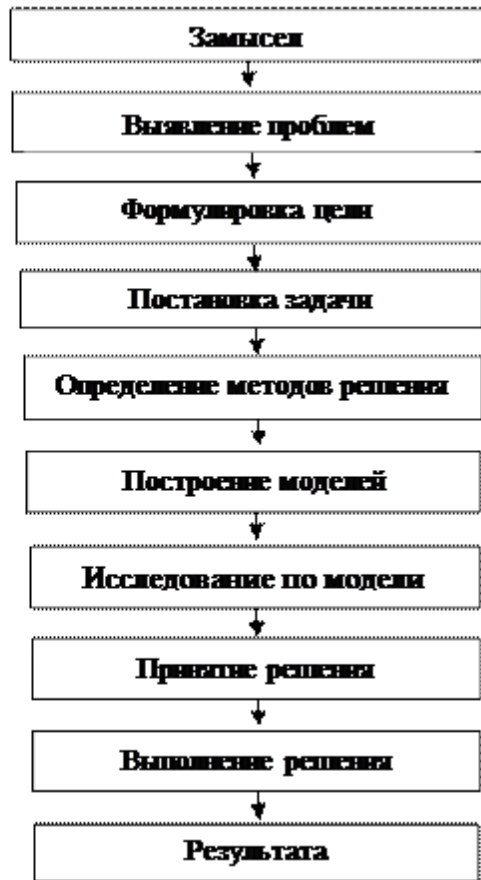 Замысел
Выявление проблем
Формулировка цели
Постановка задачи
Определение методов решения
Построение моделей
Исследование по модели
Принятие решения
Выполнение решения
Результата